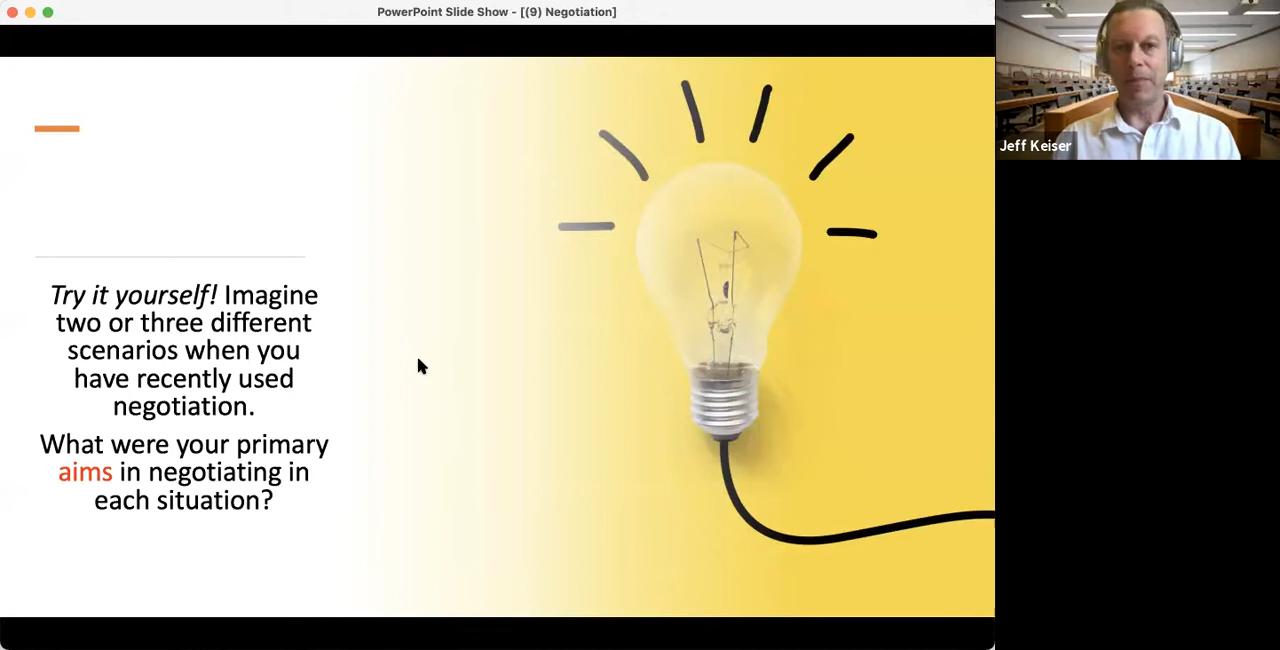 PowerPoint Slide Show - [(9) Negotiation]
Jeff Keiser
Try it yourself! Imagine
two or three different
scenarios when you
have recently used
negotiation.
What were your primary
aims in negotiating in
each situation?